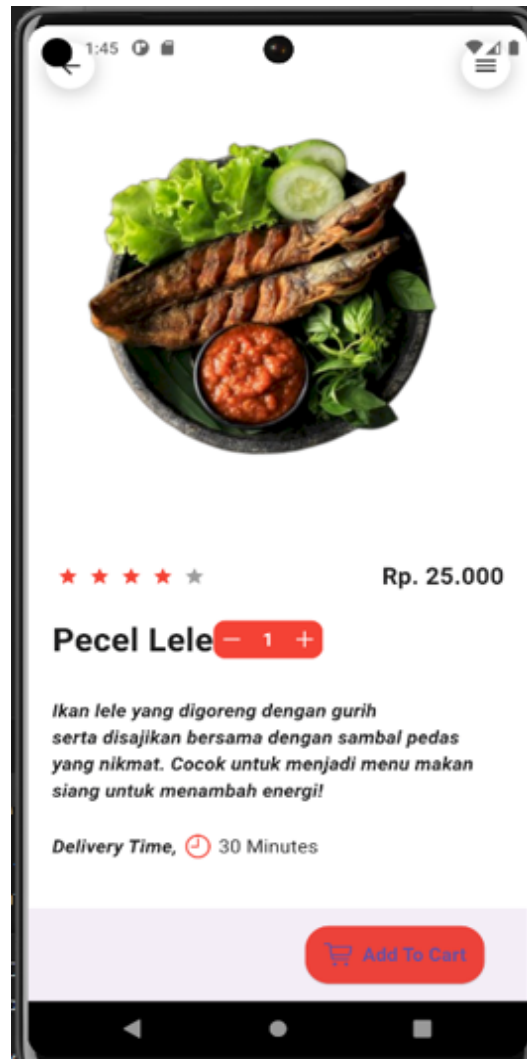 1:45
Rp. 25.000
Pecel Lele
1
Ikan lele yang digoreng dengan gurih
serta disajikan bersama dengan sambal pedas
yang nikmat. Cocok untuk menjadi menu makan
siang untuk menambah energi!
Delivery Time, 30 Minutes
Add To Cart